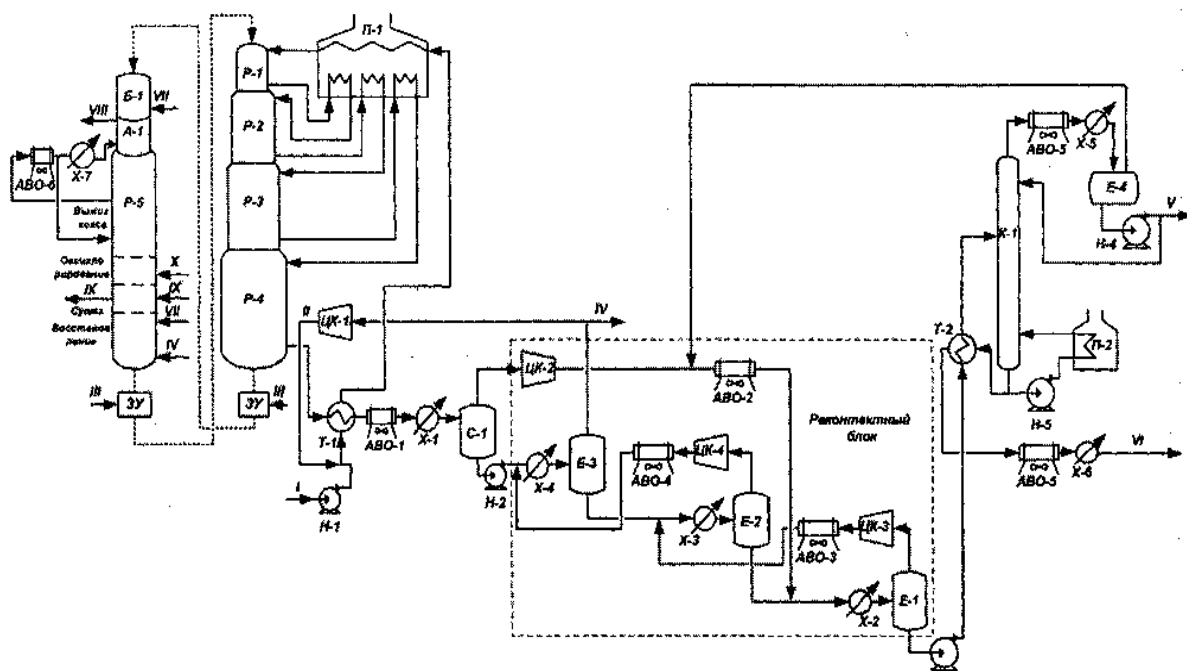 П-1
Р-1
Б-1
VII
VIII
А-1
Р-2
АВО-6
Х-7
АВО-5
Х-5
Е-4
V
Н-4
Р-5
Р-3
К-1
Выжиг
кокса
X
IX
IX
VII
Р-4
II
ЦК-1
IV
Т-2
П-2
Сушка
IV
ЦК-2
АВО-2
Реконтектный
блок
Н-5
III
ЗУ
ЗУ
III
С-1
Т-1
АВО-1
Х-1
Е-3
АВО-4
ЦК-4
АВО-5
Х-6
VI
Н-2
Х-4
I
Н-1
Х-3
Е-2
АВО-3
ЦК-3
Х-2
Е-1